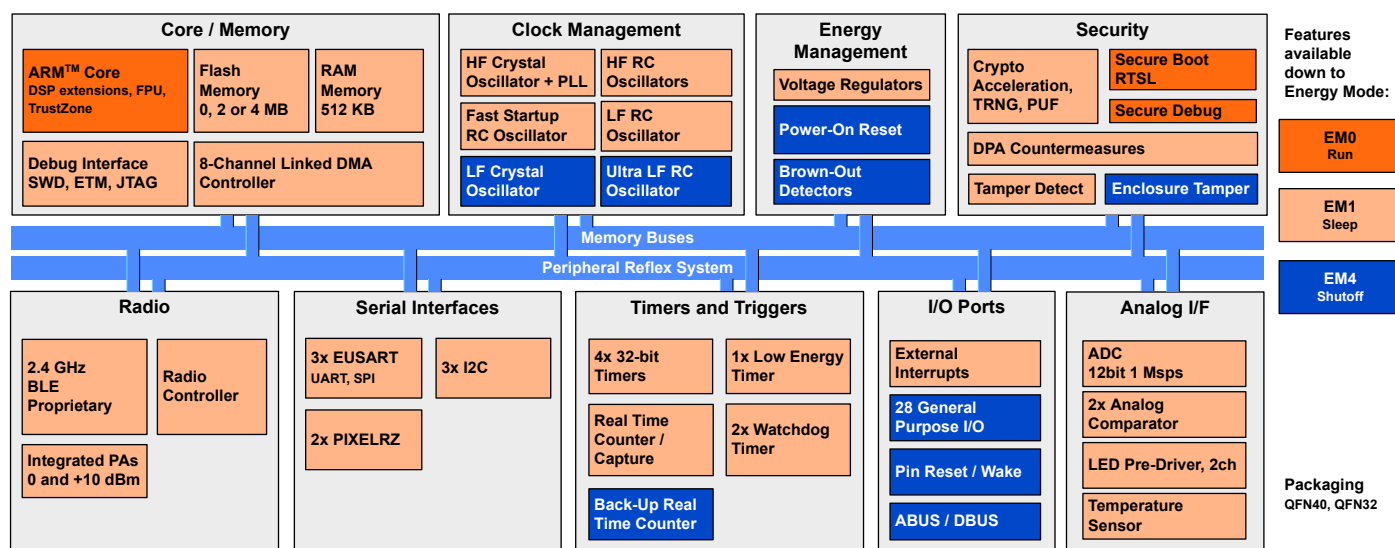 Core / Memory
ARM™ Core
DSP extensions, FPU,
TrustZone
Flash
Memory
0, 2 or 4 MB
RAM
Memory
512 KB
Debug Interface
SWD, ETM, JTAG
8-Channel Linked DMA
Controller
Clock Management
HF Crystal
Oscillator + PLL
HF RC
Oscillators
Fast Startup
RC Oscillator
LF RC
Oscillator
LF Crystal
Oscillator
Ultra LF RC
Oscillator
Energy
Management
Voltage Regulators
Power-On Reset
Brown-Out
Detectors
Security
Crypto
Acceleration,
TRNG, PUF
Secure Boot
RTSL
Secure Debug
DPA Countermeasures
Tamper Detect
Enclosure Tamper
Features
available
down to
Energy Mode:
EM0
Run
EM1
Sleep
EM4
Shutoff
Memory Buses
Peripheral Reflex System
Radio
2.4 GHz
BLE
Proprietary
Radio
Controller
Integrated PAs
0 and +10 dBm
Serial Interfaces
3x EUSART
UART, SPI
3x I2C
2x PIXELRZ
Timers and Triggers
4x 32-bit
Timers
1x Low Energy
Timer
Real Time
Counter /
Capture
2x Watchdog
Timer
Back-Up Real
Time Counter
I/O Ports
External
Interrupts
28 General
Purpose I/O
Pin Reset / Wake
ABUS / DBUS
Analog I/F
ADC
12bit 1 Msps
2x Analog
Comparator
LED Pre-Driver, 2ch
Temperature
Sensor
Packaging
QFN40, QFN32